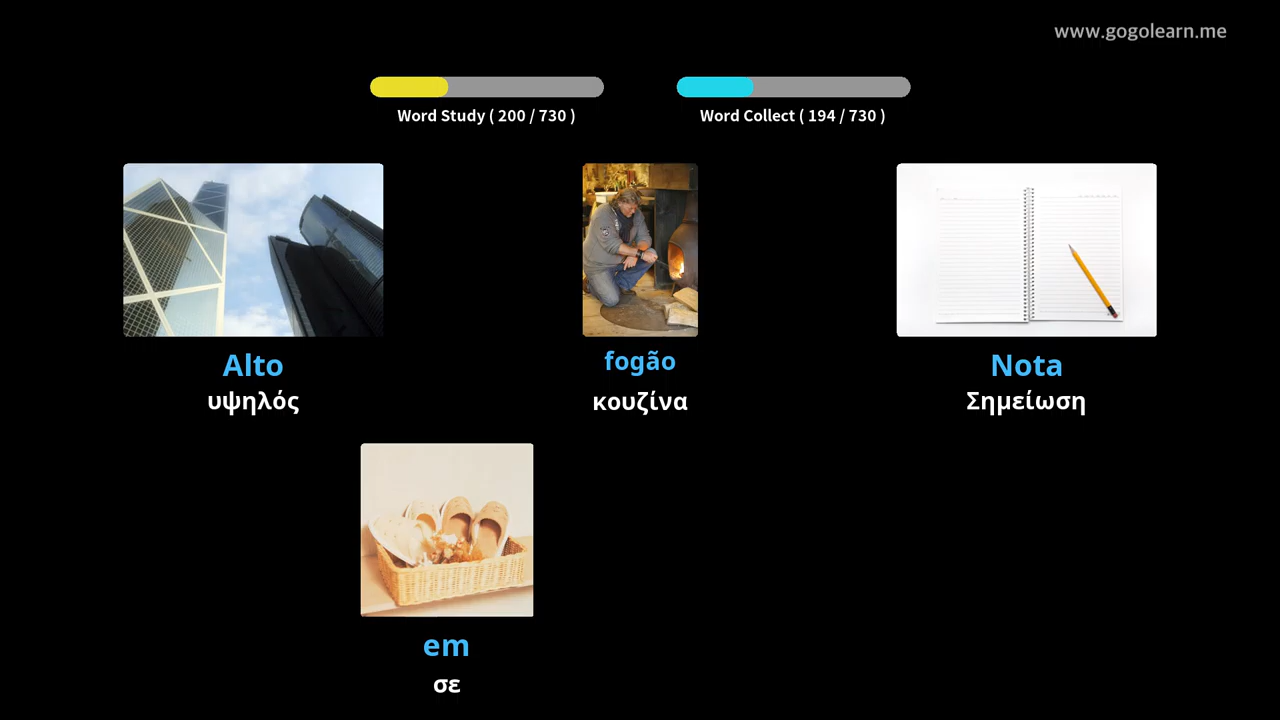 www.gogolearn.me
Word Study ( 200 / 730 )
Word Collect ( 194 / 730 )
Alto
υψηλός
fogão
κουζίνα
Nota
Σημείωση
em
σε